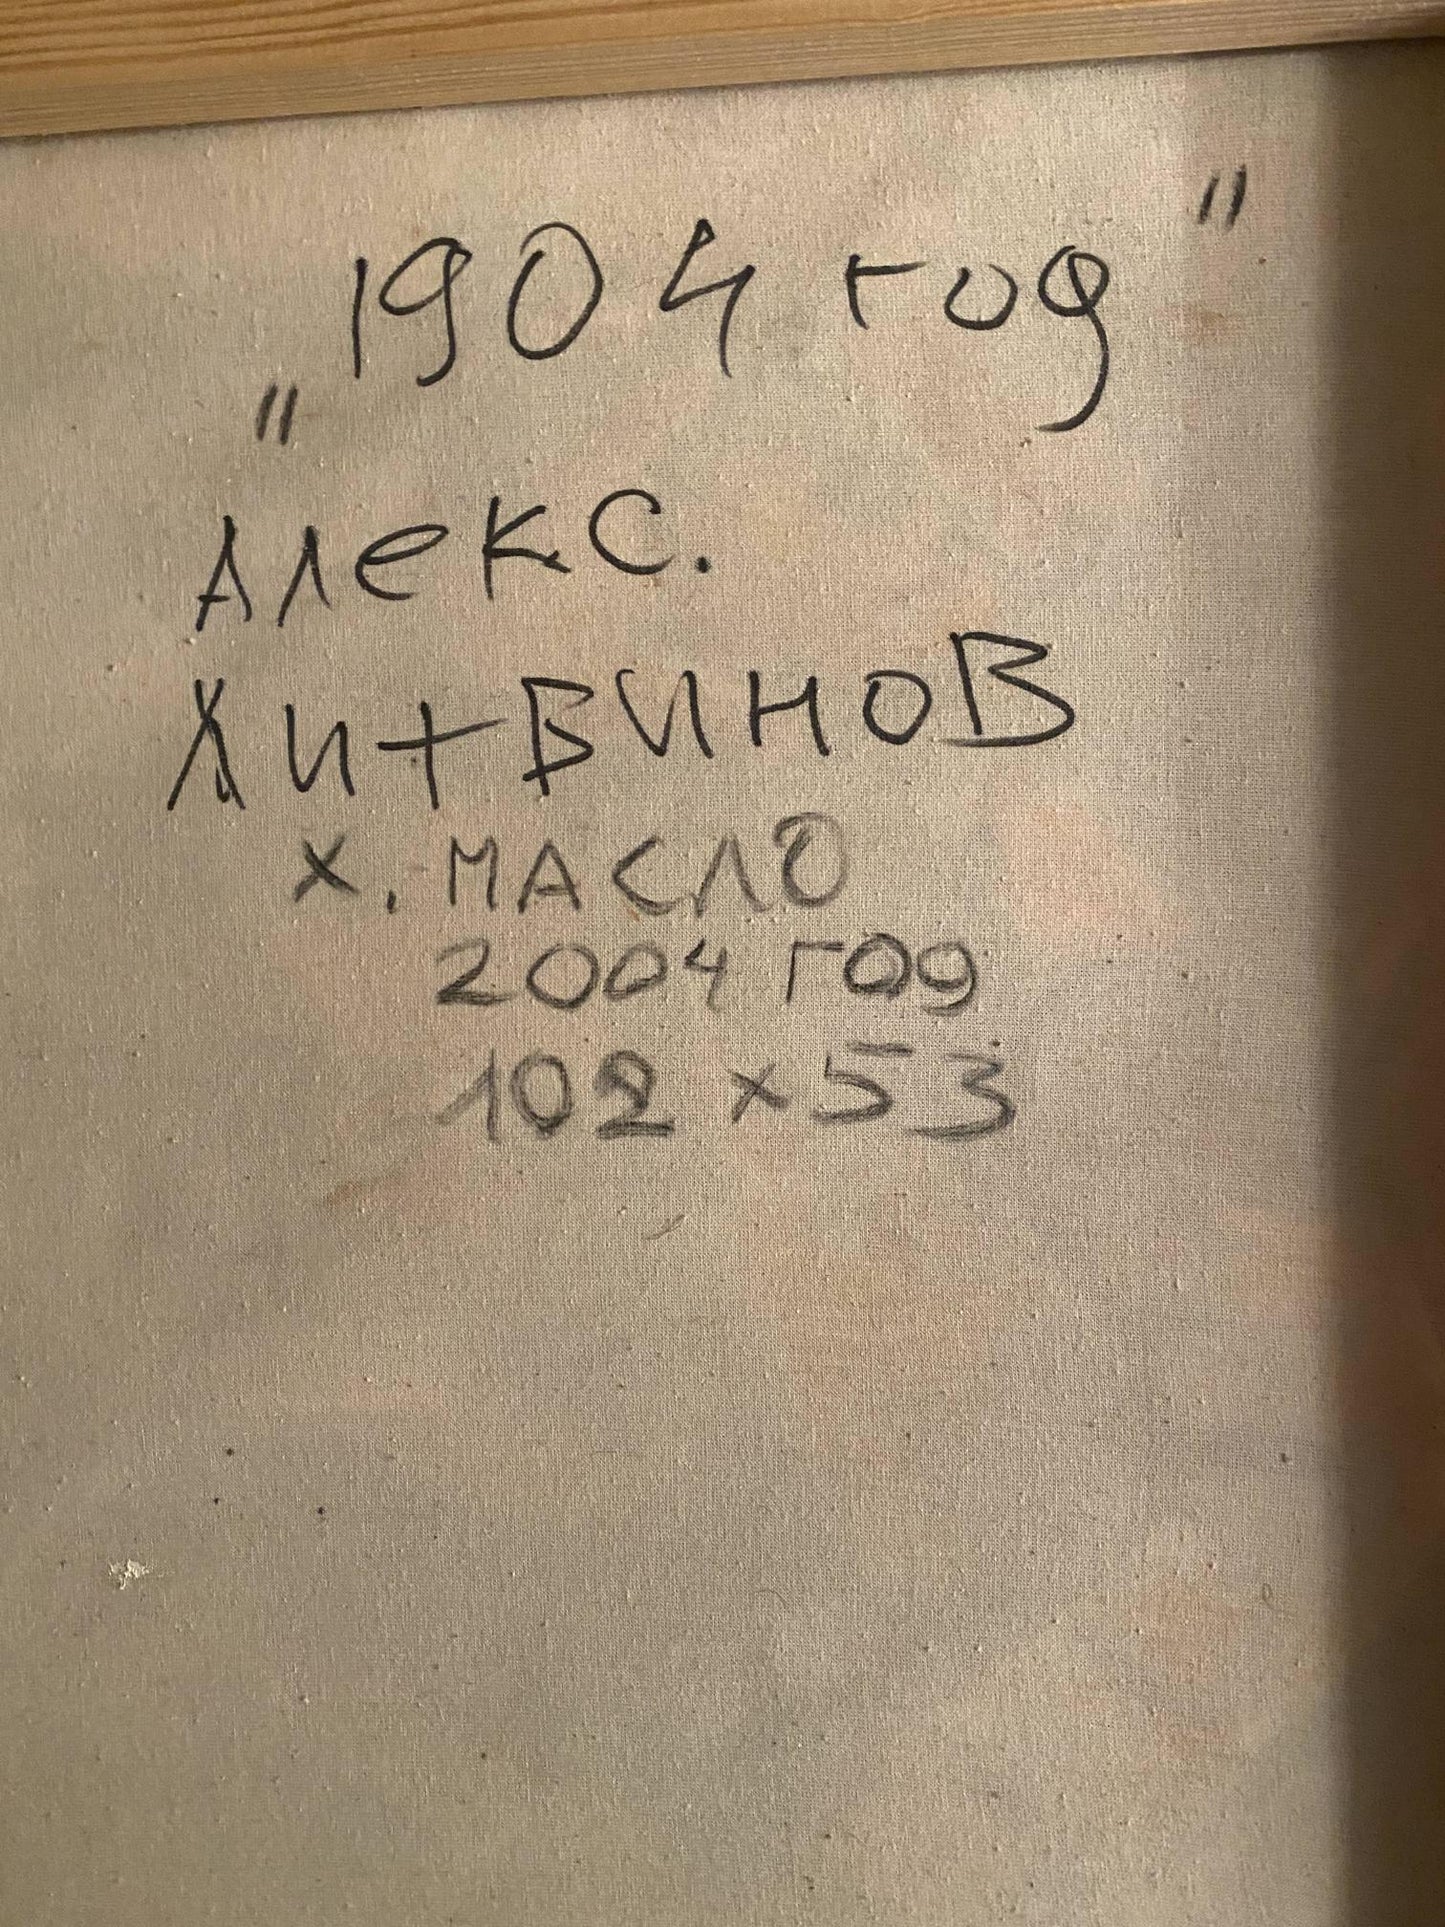 „1904 год"
Алекс.
Литвинов
х. МАСЛО
2004 год
102 x 53